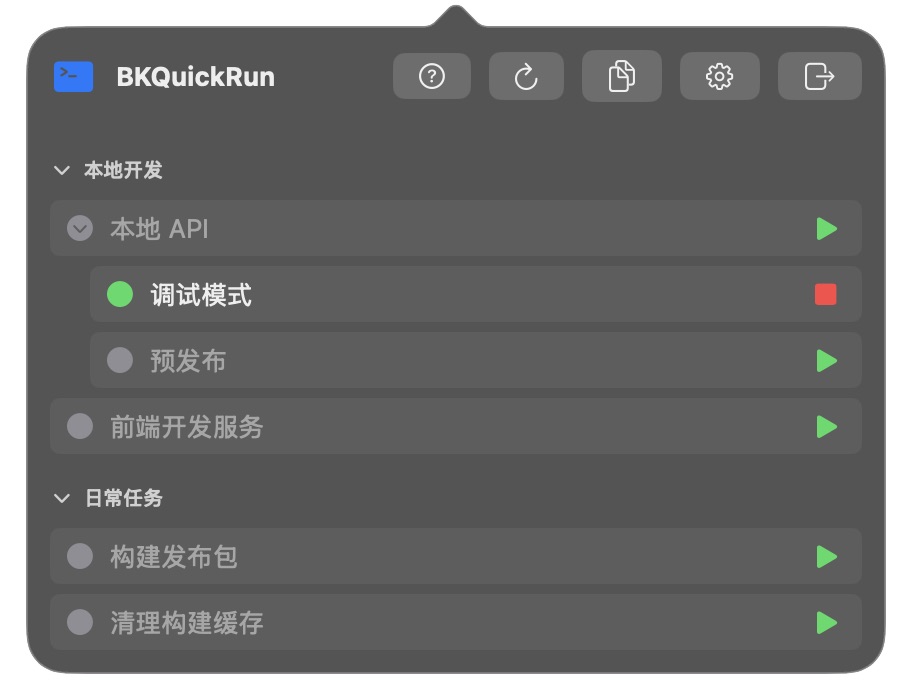 BKQuickRun
本地开发
本地 API
调试模式
预发布
前端开发服务
日常任务
构建发布包
清理构建缓存